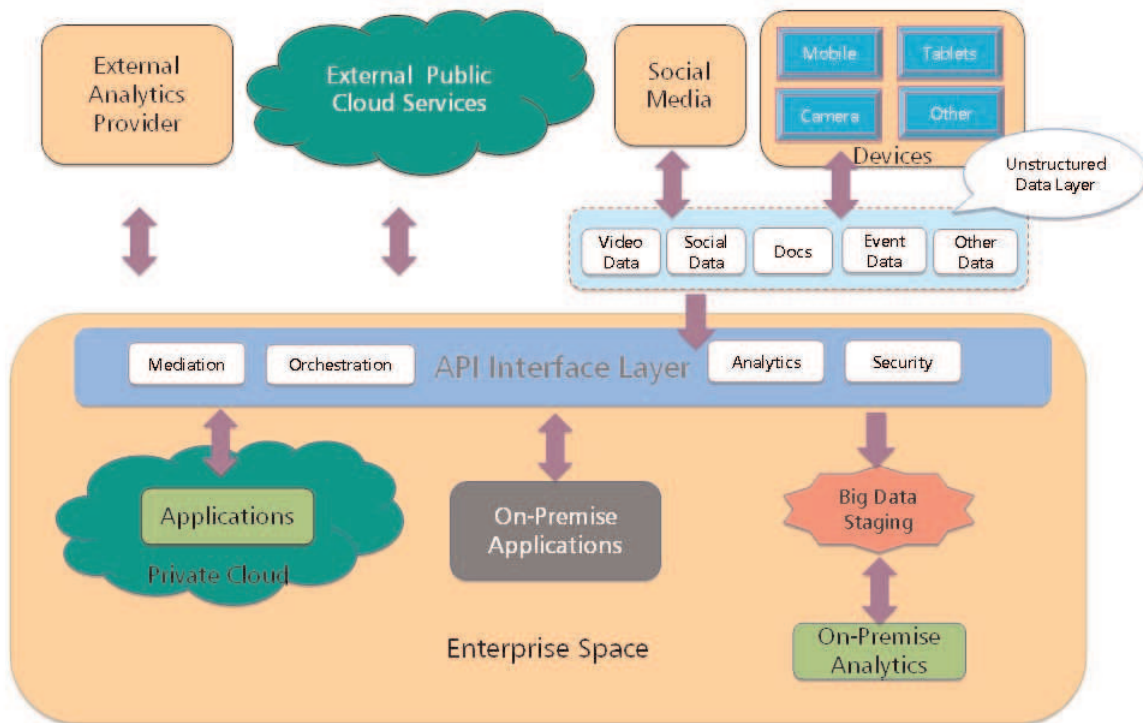 External
Analytics
Provider
External Public
Cloud Services
Social
Media
Mobile
Tablets
Camera
Other
Devices
Unstructured
Data Layer
Video
Data
Social
Data
Docs
Event
Data
Other
Data
Mediation
Orchestration
API Interface Layer
Analytics
Security
Applications
Private Cloud
On-Premise
Applications
Big Data
Staging
On-Premise
Analytics
Enterprise Space